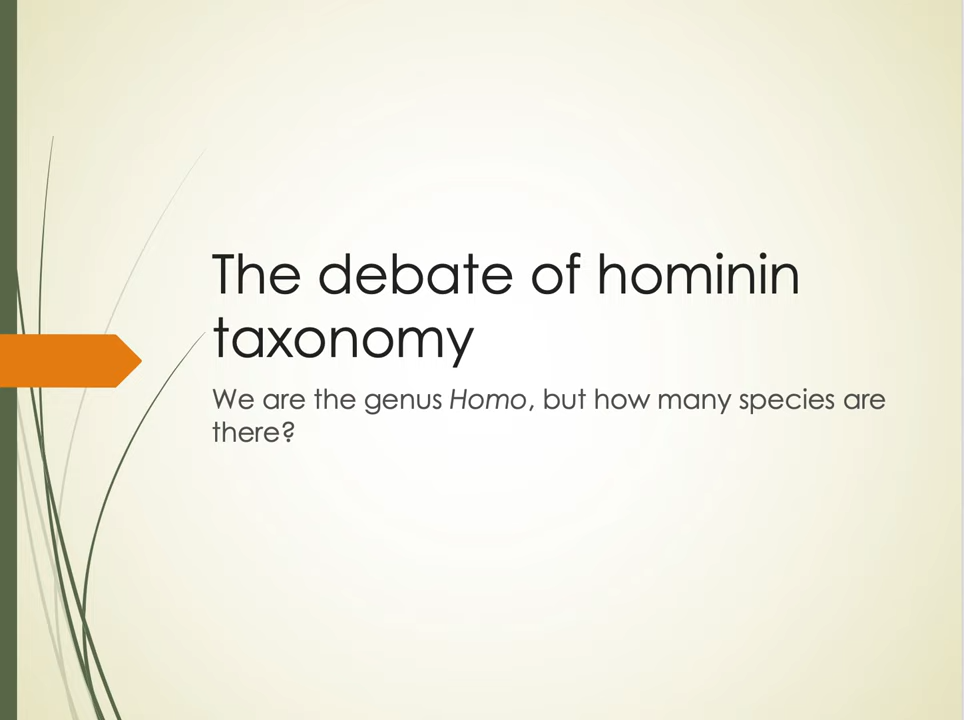 The debate of hominin
taxonomy
We are the genus Homo, but how many species are
there?